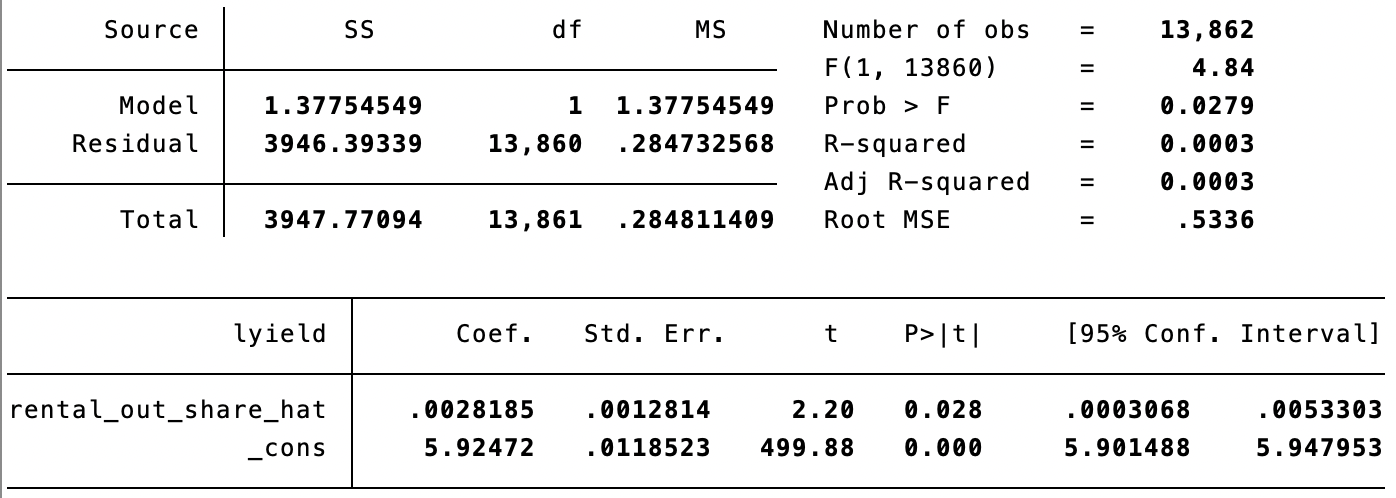 Source SS df MS Number of obs = 13,862
F(1, 13860) = 4.84
Model 1.37754549 1 1.37754549 Prob > F = 0.0279
Residual 3946.39339 13,860 .284732568 R-squared = 0.0003
Adj R-squared = 0.0003
Total 3947.77094 13,861 .284811409 Root MSE = .5336
lyield Coef. Std. Err. t P>|t| [95% Conf. Interval]
rental_out_share_hat .0028185 .0012814 2.20 0.028 .0003068 .0053303
_cons 5.92472 .0118523 499.88 0.000 5.901488 5.947953